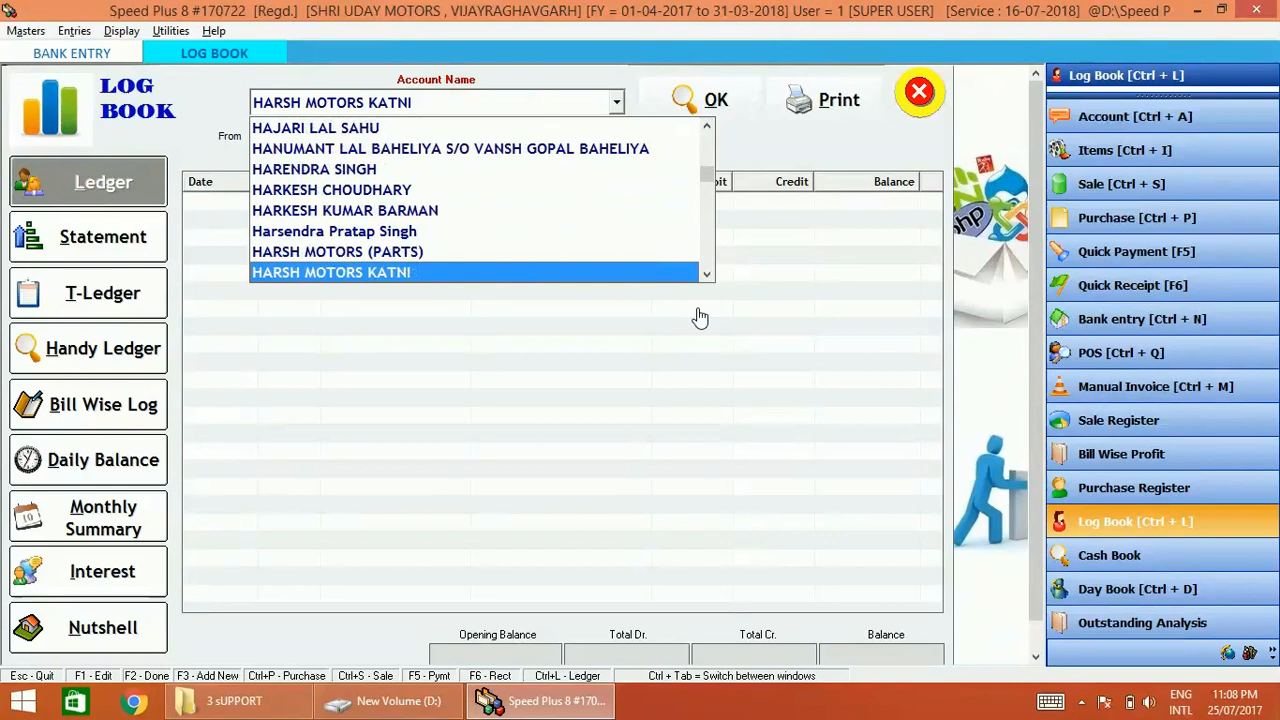 Speed Plus 8 #170722 [Regd.] [SHRI UDAY MOTORS , VIJAYRAGHAVGARH] [FY = 01-04-2017 to 31-03-2018] User = 1 [SUPER USER] [Service : 16-07-2018] @D:\Speed P
Masters Entries Display Utilities Help
BANK ENTRY LOG BOOK
LOG BOOK
Account Name
HARSH MOTORS KATNI
OK
Print
From
HAJARI LAL SAHU
HANUMANT LAL BAHELIYA S/O VANSH GOPAL BAHELIYA
HARENDRA SINGH
HARKESH CHOUDHARY
HARKESH KUMAR BARMAN
Harsendra Pratap Singh
HARSH MOTORS (PARTS)
HARSH MOTORS KATNI
Date bit Credit Balance
Ledger
Statement
T-Ledger
Handy Ledger
Bill Wise Log
Daily Balance
Monthly
Summary
Interest
Nutshell
Opening Balance Total Dr. Total Cr. Balance
Log Book [Ctrl + L]
Account [Ctrl + A]
Items [Ctrl + I]
Sale [Ctrl + S]
php
Purchase [Ctrl + P]
Quick Payment [F5]
Quick Receipt [F6]
Bank entry [Ctrl + N]
POS [Ctrl + Q]
Manual Invoice [Ctrl + M]
Sale Register
Bill Wise Profit
Purchase Register
Log Book [Ctrl + L]
Cash Book
Day Book [Ctrl + D]
Outstanding Analysis
Esc - Quit F1 - Edit F2 - Done F3 - Add New Ctrl+P - Purchase Ctrl+S - Sale F5 - Pymt F6 - Rect Ctrl+L - Ledger Ctrl + Tab = Switch between windows
3 sUPPORT
New Volume (D:)
Speed Plus 8 #170...
ENG
INTL
11:08 PM
25/07/2017